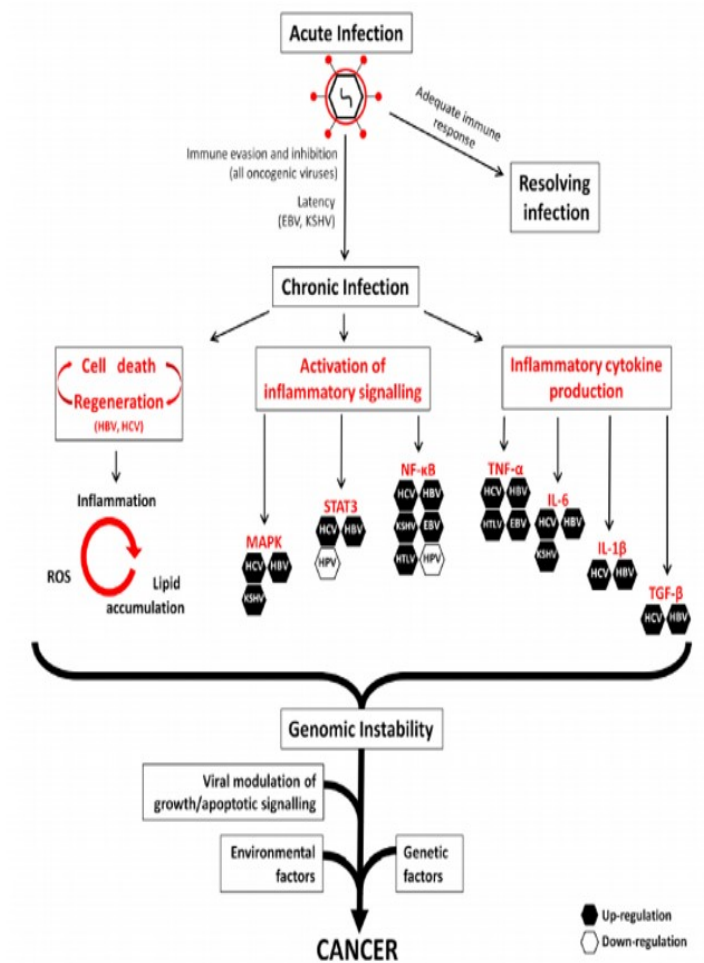 Acute Infection
Adequate immune
response
Immune evasion and inhibition
(all oncogenic viruses)
Latency
(EBV, KSHV)
Resolving
infection
Chronic Infection
Cell death
Regeneration
(HBV, HCV)
Activation of
inflammatory signalling
Inflammatory cytokine
production
Inflammation
ROS
Lipid
accumulation
MAPK
HCV HBV
KSHV
STAT3
HCV HBV
HPV
NF-κB
HCV HBV
KSHV EBV
HTLV HPV
TNF-α
HCV HBV
HTLV EBV
IL-6
HCV HBV
KSHV
IL-1β
HCV HBV
TGF-β
HCV HBV
Genomic Instability
Viral modulation of
growth/apoptotic signalling
Environmental
factors
Genetic
factors
CANCER
Up-regulation
Down-regulation